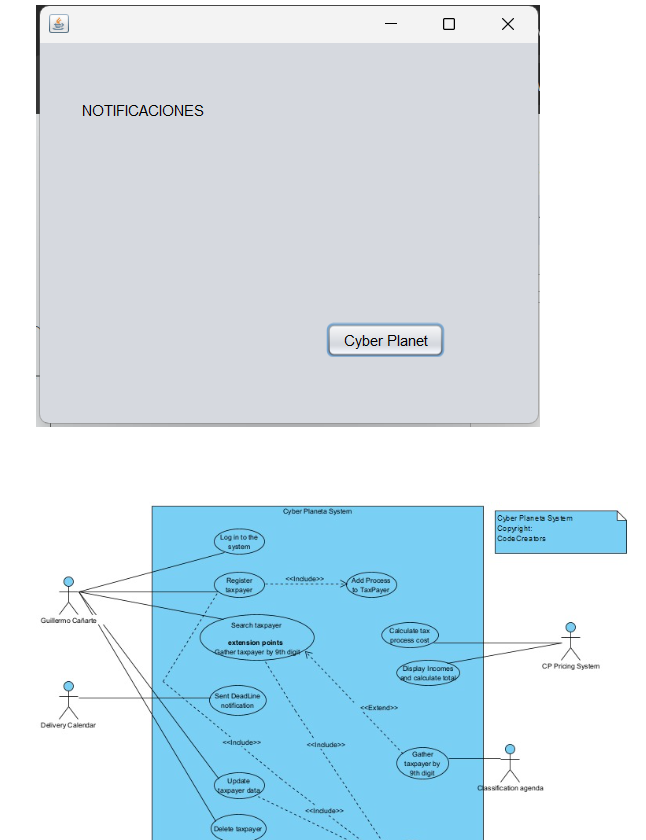 NOTIFICACIONES
Cyber Planet
Cyber Planeta System
Cyber Planeta System
Copyright:
CodeCreators
Log in to the
system
Register
taxpayer
<<Include>>
Add Process
to TaxPayer
Guillermo Cañarte
Search taxpayer
extension points
Gather taxpayer by 9th digit
Calculate tax
process cost
Display Incomes
and calculate total
CP Pricing System
Sent DeadLine
notification
Delivery Calendar
<<Extend>>
<<Include>>
<<Include>>
Gather
taxpayer by
9th digit
Classification agenda
Update
taxpayer data
<<Include>>
Delete taxpayer